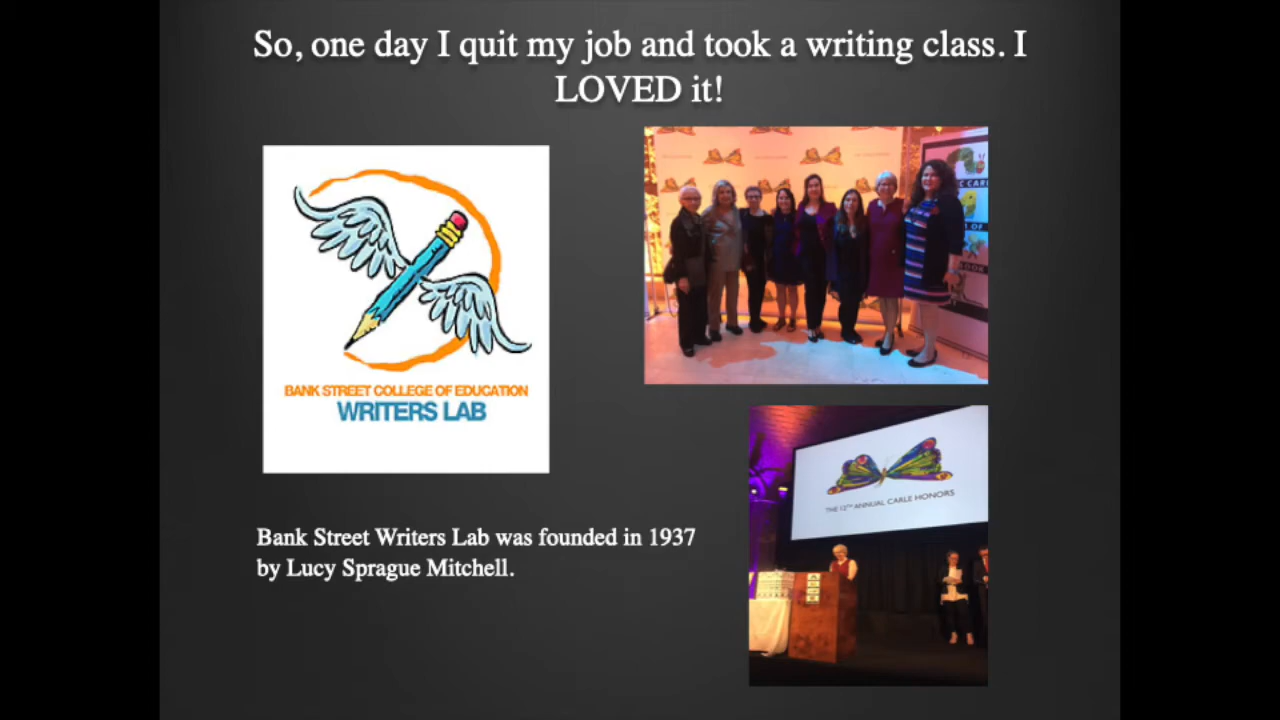 So, one day I quit my job and took a writing class. I
LOVED it!
BANK STREET COLLEGE OF EDUCATION
WRITERS LAB
Bank Street Writers Lab was founded in 1937
by Lucy Sprague Mitchell.
THE 12TH ANNUAL CARLE HONORS